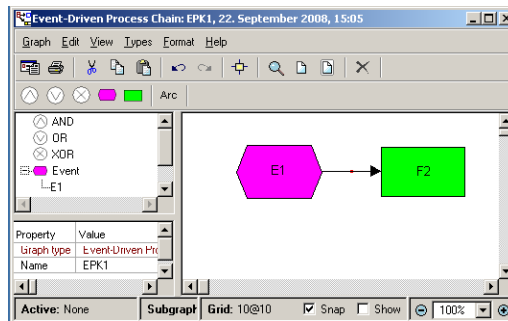 Event-Driven Process Chain: EPK1, 22. September 2008, 15:05
Graph Edit View Types Format Help
Arc
AND
OR
XOR
Event
E1
E1
F2
Property Value
Graph type Event-Driven Pro
Name EPK1
Active: None Subgraph Grid: 10@10 Snap Show 100%